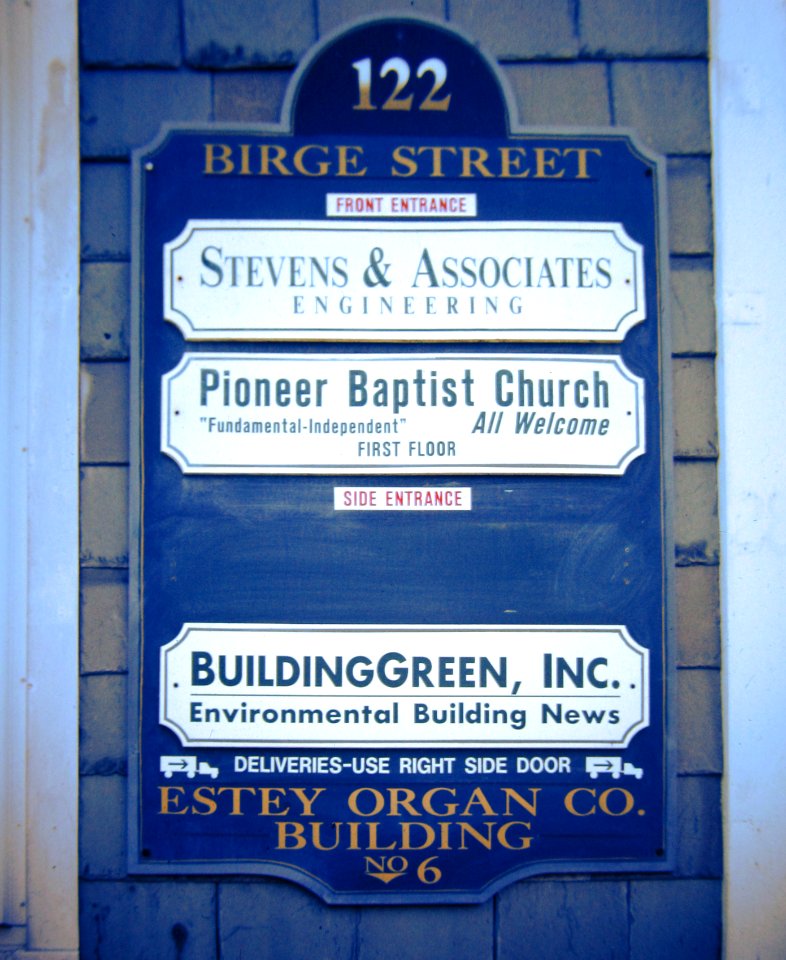 122
BIRGE STREET
FRONT ENTRANCE
STEVENS & ASSOCIATES
ENGINEERING
Pioneer Baptist Church
"Fundamental-Independent" All Welcome
FIRST FLOOR
SIDE ENTRANCE
BUILDINGGREEN, INC.
Environmental Building News
DELIVERIES-USE RIGHT SIDE DOOR
ESTEY ORGAN CO.
BUILDING
NO 6